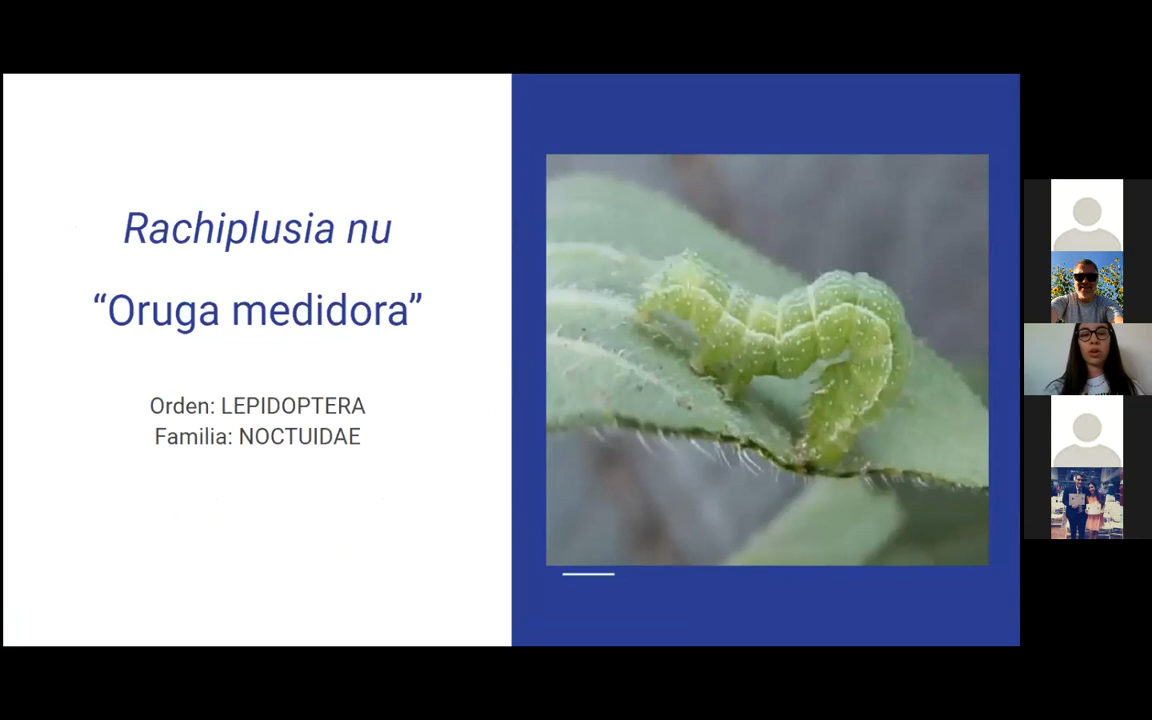 Rachiplusia nu
“Oruga medidora”
Orden: LEPIDOPTERA
Familia: NOCTUIDAE